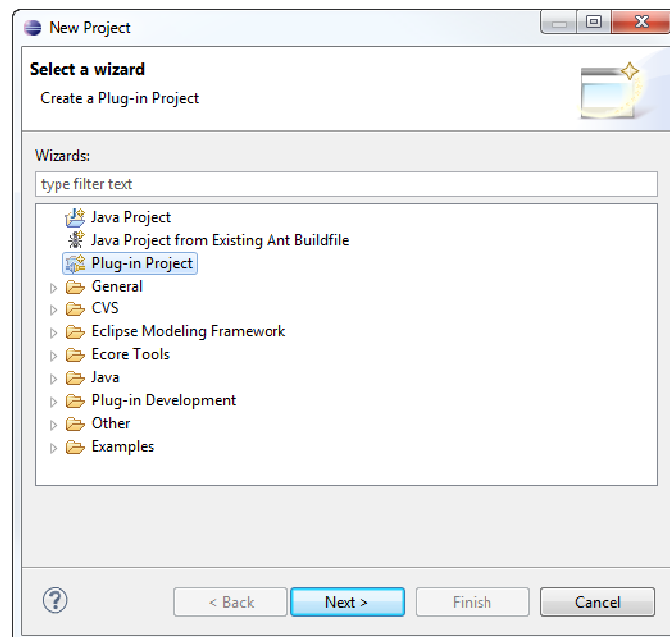 New Project
Select a wizard
Create a Plug-in Project
Wizards:
type filter text
Java Project
Java Project from Existing Ant Buildfile
Plug-in Project
General
CVS
Eclipse Modeling Framework
Ecore Tools
Java
Plug-in Development
Other
Examples
? < Back Next > Finish Cancel